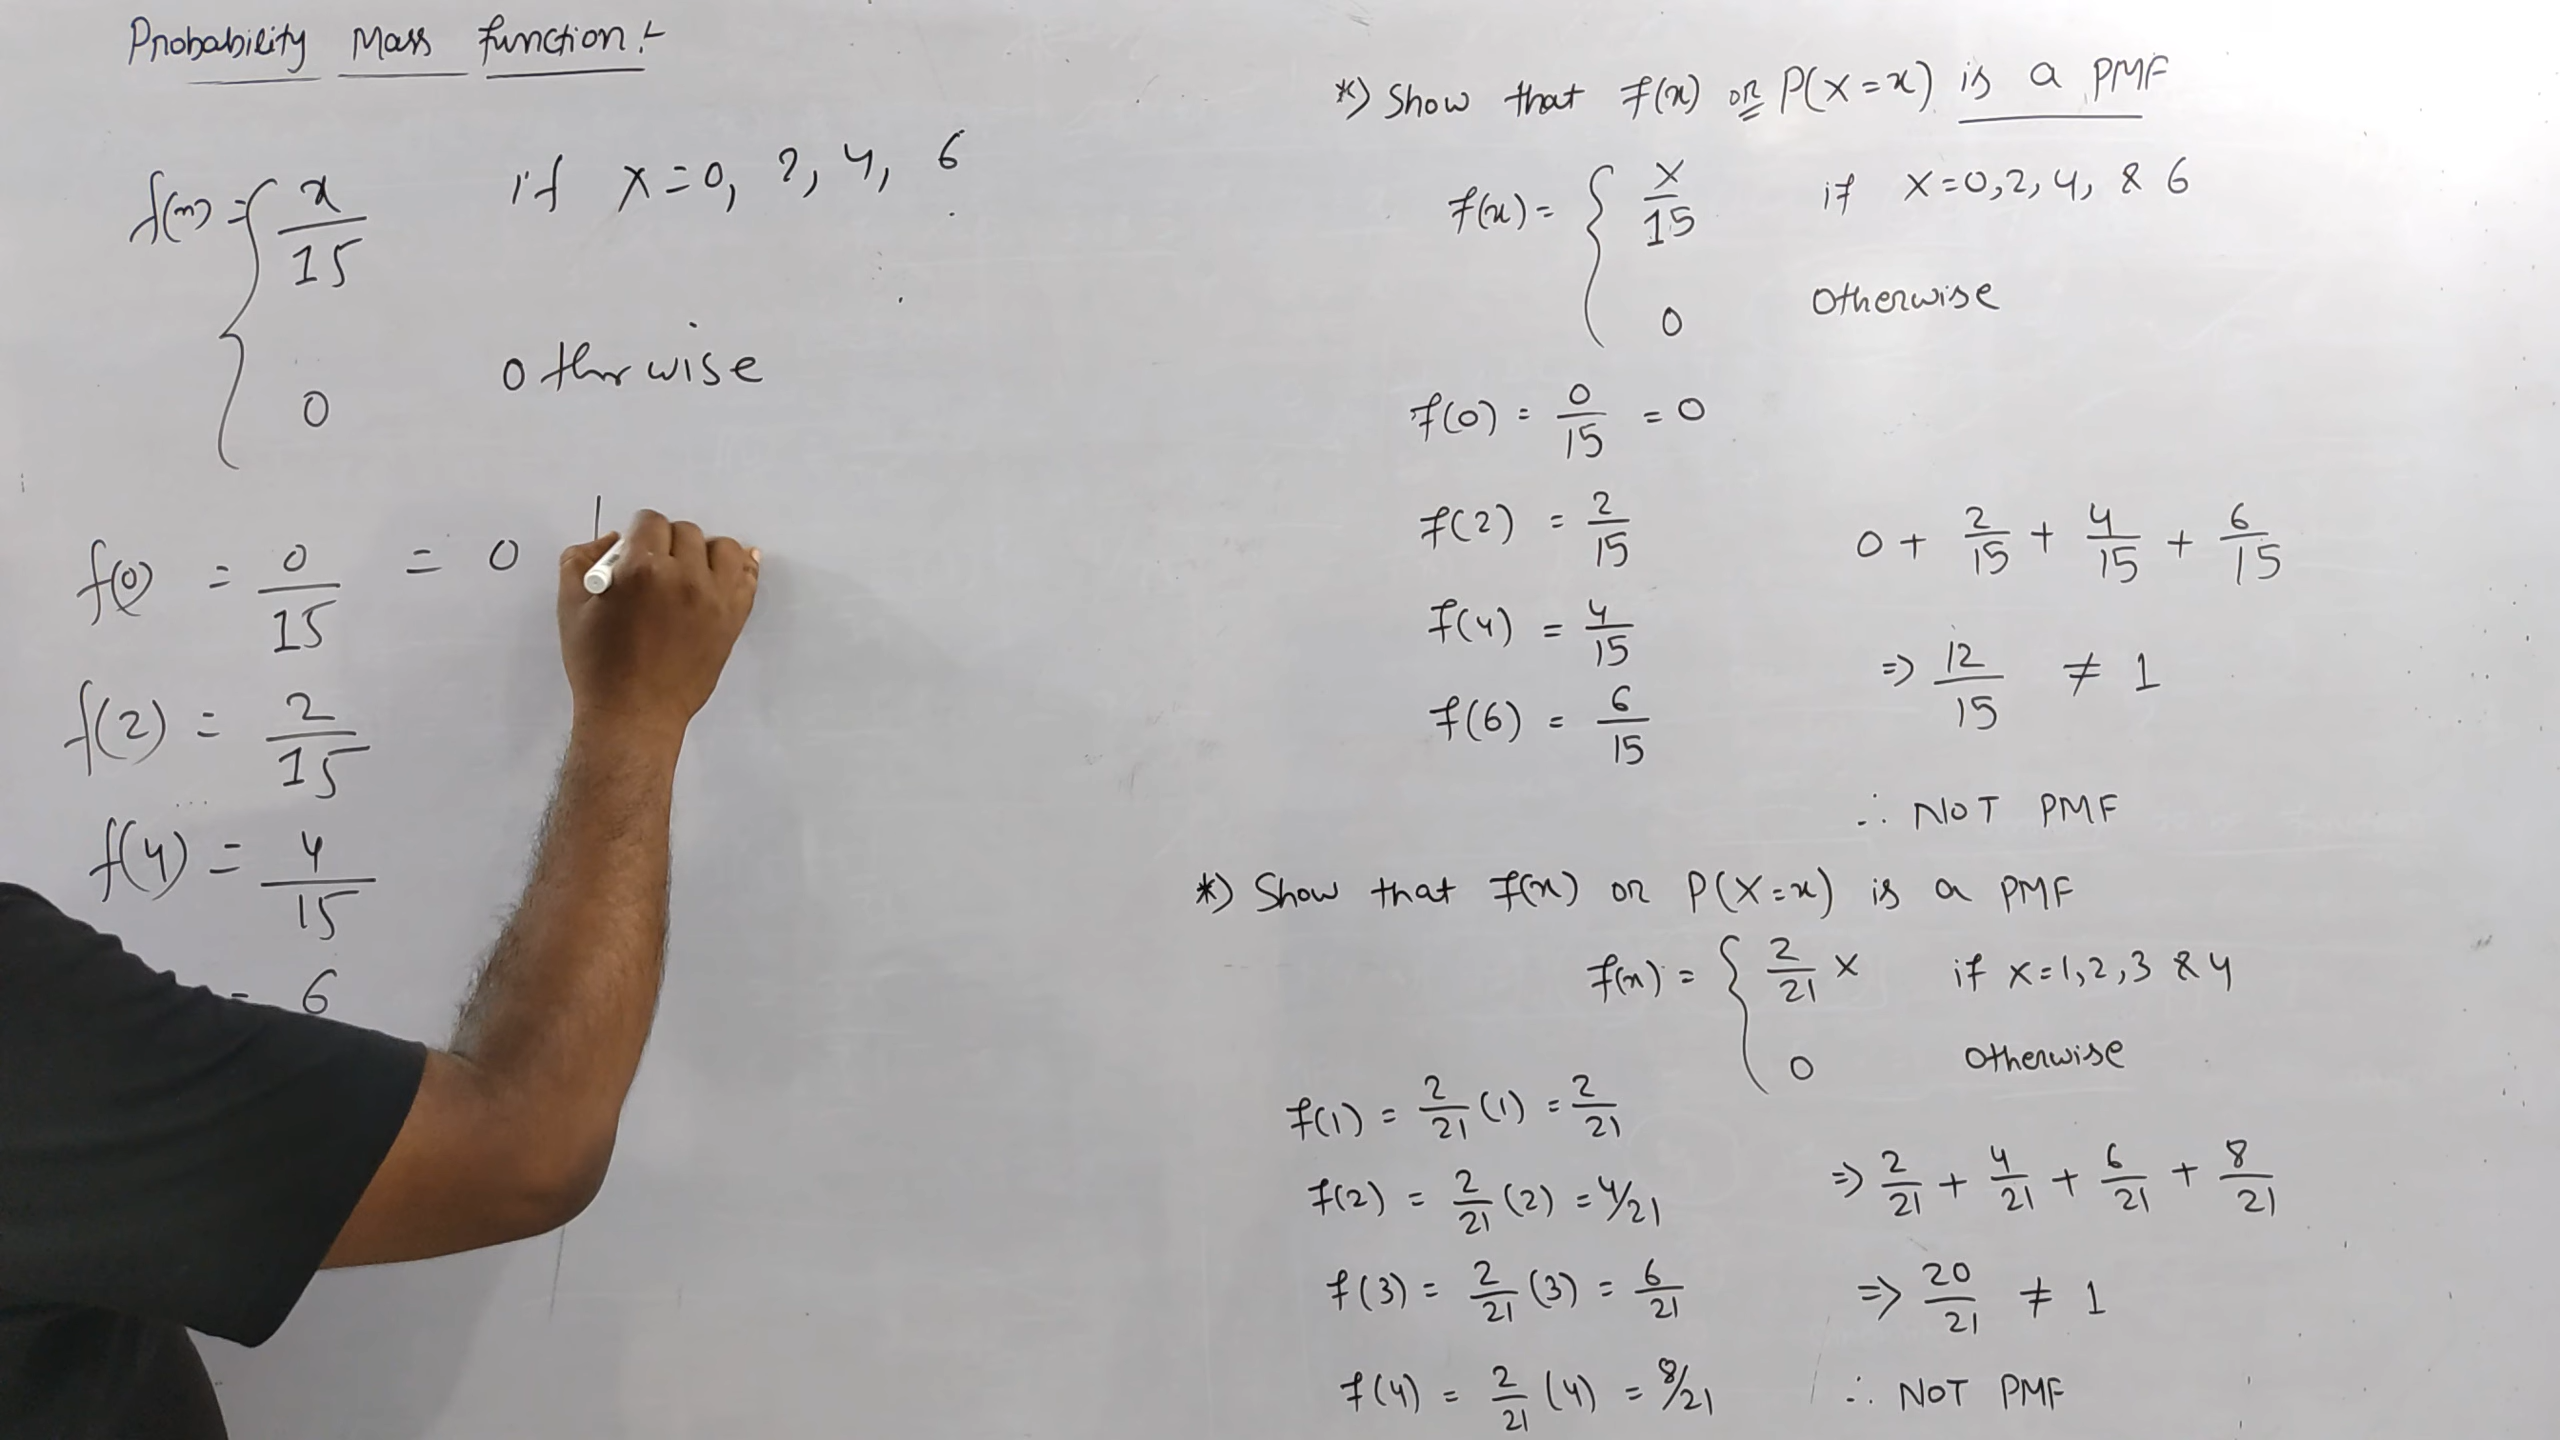 Probability Mass function:-
f(x) = { x/15 if x=0, 2, 4, 6
0 otherwise
f(0) = 0/15 = 0
f(2) = 2/15
f(4) = 4/15
= 6
*) Show that f(x) or P(X=x) is a PMF
f(x) = { x/15 if x=0,2,4, & 6
0 Otherwise
f(0) = 0/15 = 0
f(2) = 2/15
f(4) = 4/15
f(6) = 6/15
0 + 2/15 + 4/15 + 6/15
=> 12/15 ≠ 1
∴ NOT PMF
*) Show that f(x) or P(X=x) is a PMF
f(x) = { 2/21 x if x=1,2,3 & 4
0 Otherwise
f(1) = 2/21 (1) = 2/21
f(2) = 2/21 (2) = 4/21
f(3) = 2/21 (3) = 6/21
f(4) = 2/21 (4) = 8/21
=> 2/21 + 4/21 + 6/21 + 8/21
=> 20/21 ≠ 1
∴ NOT PMF